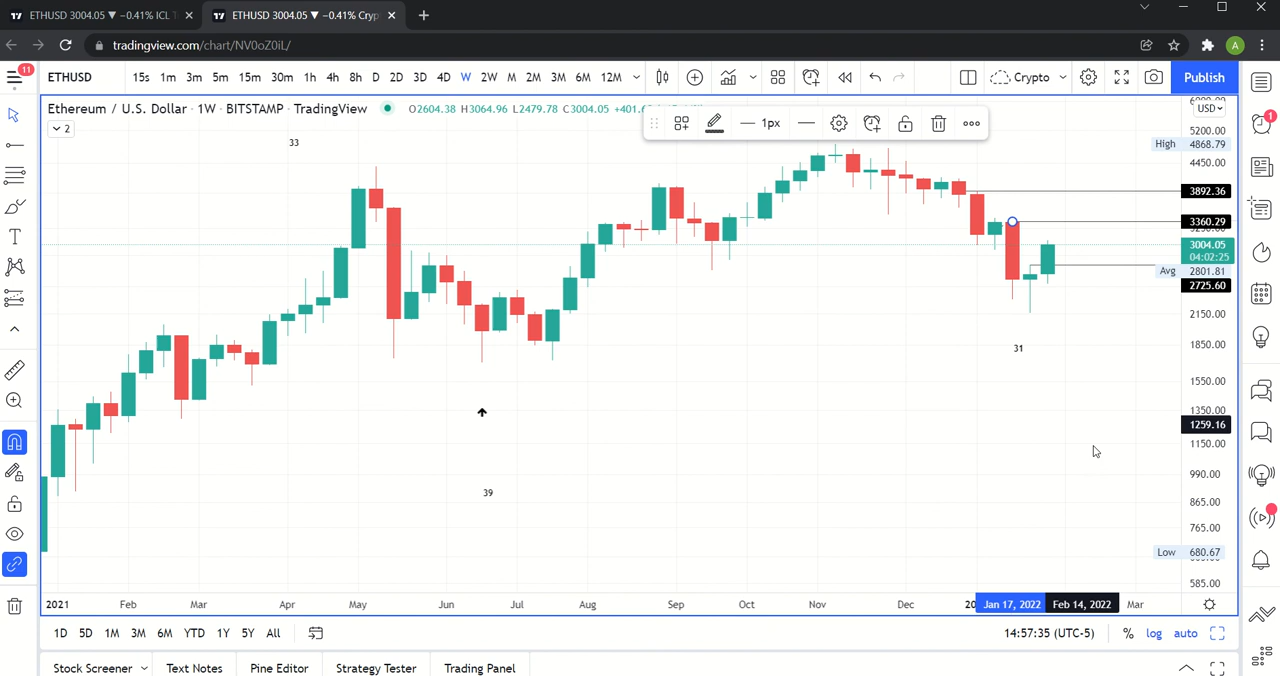 ETHUSD 3004.05 ▼ −0.41% ICL T
ETHUSD 3004.05 ▼ −0.41% Cryp
tradingview.com/chart/NV0oZ0iL/
A
11
ETHUSD
15s 1m 3m 5m 15m 30m 1h 4h 8h D 2D 3D 4D W 2W M 2M 3M 6M 12M
Crypto
Publish
Ethereum / U.S. Dollar · 1W · BITSTAMP · TradingView
O2604.38 H3064.96 L2479.78 C3004.05
2
1px
USD
1
33
39
31
5200.00
High 4868.79
4450.00
3892.36
3360.29
3004.05
04:02:25
Avg 2801.81
2725.60
2150.00
1850.00
1550.00
1350.00
1259.16
1150.00
990.00
865.00
765.00
Low 680.67
585.00
2021 Feb Mar Apr May Jun Jul Aug Sep Oct Nov Dec Jan 17, 2022 Feb 14, 2022 Mar
1D 5D 1M 3M 6M YTD 1Y 5Y All
14:57:35 (UTC-5) % log auto
Stock Screener Text Notes Pine Editor Strategy Tester Trading Panel